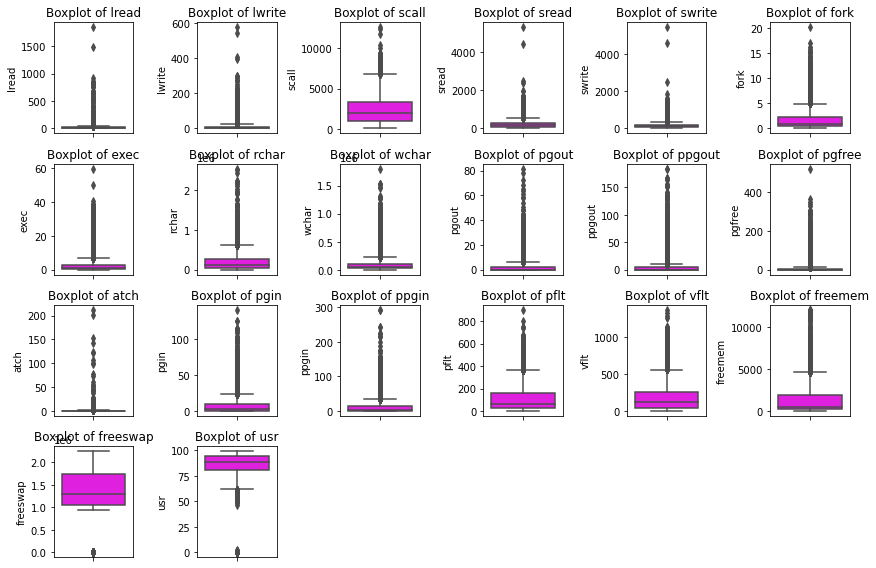 Boxplot of lread
1500
1000
500
0
lread
Boxplot of lwrite
600
400
200
0
lwrite
Boxplot of scall
10000
5000
0
scall
Boxplot of sread
4000
2000
0
sread
Boxplot of swrite
4000
2000
0
swrite
Boxplot of fork
20
15
10
5
0
fork
Boxplot of exec
60
40
20
0
exec
Boxplot of rchar
1e6
2
1
0
rchar
Boxplot of wchar
1e6
1.5
1.0
0.5
0.0
wchar
Boxplot of pgout
80
60
40
20
0
pgout
Boxplot of ppgout
150
100
50
0
ppgout
Boxplot of pgfree
400
200
0
pgfree
Boxplot of atch
200
150
100
50
0
atch
Boxplot of pgin
100
50
0
pgin
Boxplot of ppgin
300
200
100
0
ppgin
Boxplot of pflt
800
600
400
200
0
pflt
Boxplot of vflt
1000
500
0
vflt
Boxplot of freemem
10000
5000
0
freemem
Boxplot of freeswap
1e6
2.0
1.5
1.0
0.5
0.0
freeswap
Boxplot of usr
100
75
50
25
0
usr